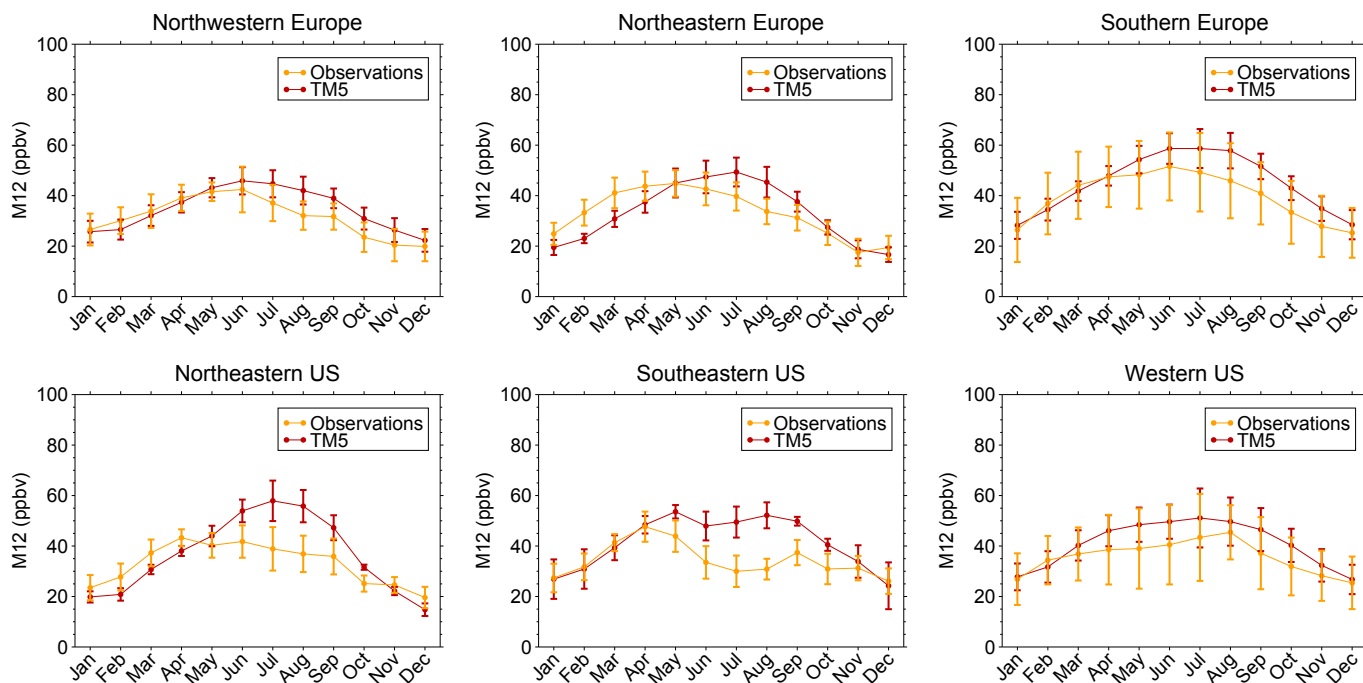 Northwestern Europe
M12 (ppbv)
100
80
60
40
20
0
Observations
TM5
Jan Feb Mar Apr May Jun Jul Aug Sep Oct Nov Dec
Northeastern Europe
M12 (ppbv)
100
80
60
40
20
0
Observations
TM5
Jan Feb Mar Apr May Jun Jul Aug Sep Oct Nov Dec
Southern Europe
M12 (ppbv)
100
80
60
40
20
0
Observations
TM5
Jan Feb Mar Apr May Jun Jul Aug Sep Oct Nov Dec
Northeastern US
M12 (ppbv)
100
80
60
40
20
0
Observations
TM5
Jan Feb Mar Apr May Jun Jul Aug Sep Oct Nov Dec
Southeastern US
M12 (ppbv)
100
80
60
40
20
0
Observations
TM5
Jan Feb Mar Apr May Jun Jul Aug Sep Oct Nov Dec
Western US
M12 (ppbv)
100
80
60
40
20
0
Observations
TM5
Jan Feb Mar Apr May Jun Jul Aug Sep Oct Nov Dec